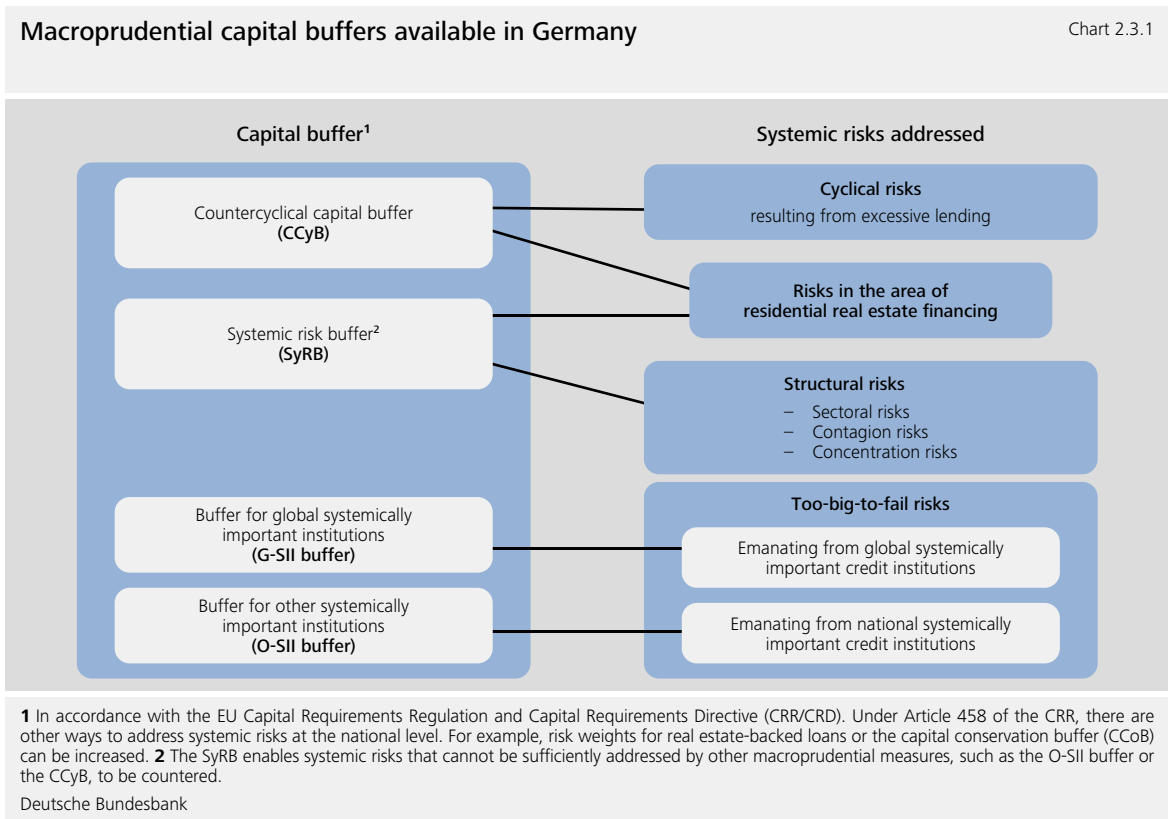 Macroprudential capital buffers available in Germany
Chart 2.3.1
Capital buffer¹
Systemic risks addressed
Countercyclical capital buffer
(CCyB)
Cyclical risks
resulting from excessive lending
Risks in the area of
residential real estate financing
Systemic risk buffer²
(SyRB)
Structural risks
– Sectoral risks
– Contagion risks
– Concentration risks
Too-big-to-fail risks
Buffer for global systemically
important institutions
(G-SII buffer)
Emanating from global systemically
important credit institutions
Buffer for other systemically
important institutions
(O-SII buffer)
Emanating from national systemically
important credit institutions
1 In accordance with the EU Capital Requirements Regulation and Capital Requirements Directive (CRR/CRD). Under Article 458 of the CRR, there are
other ways to address systemic risks at the national level. For example, risk weights for real estate-backed loans or the capital conservation buffer (CCoB)
can be increased. 2 The SyRB enables systemic risks that cannot be sufficiently addressed by other macroprudential measures, such as the O-SII buffer or
the CCyB, to be countered.
Deutsche Bundesbank